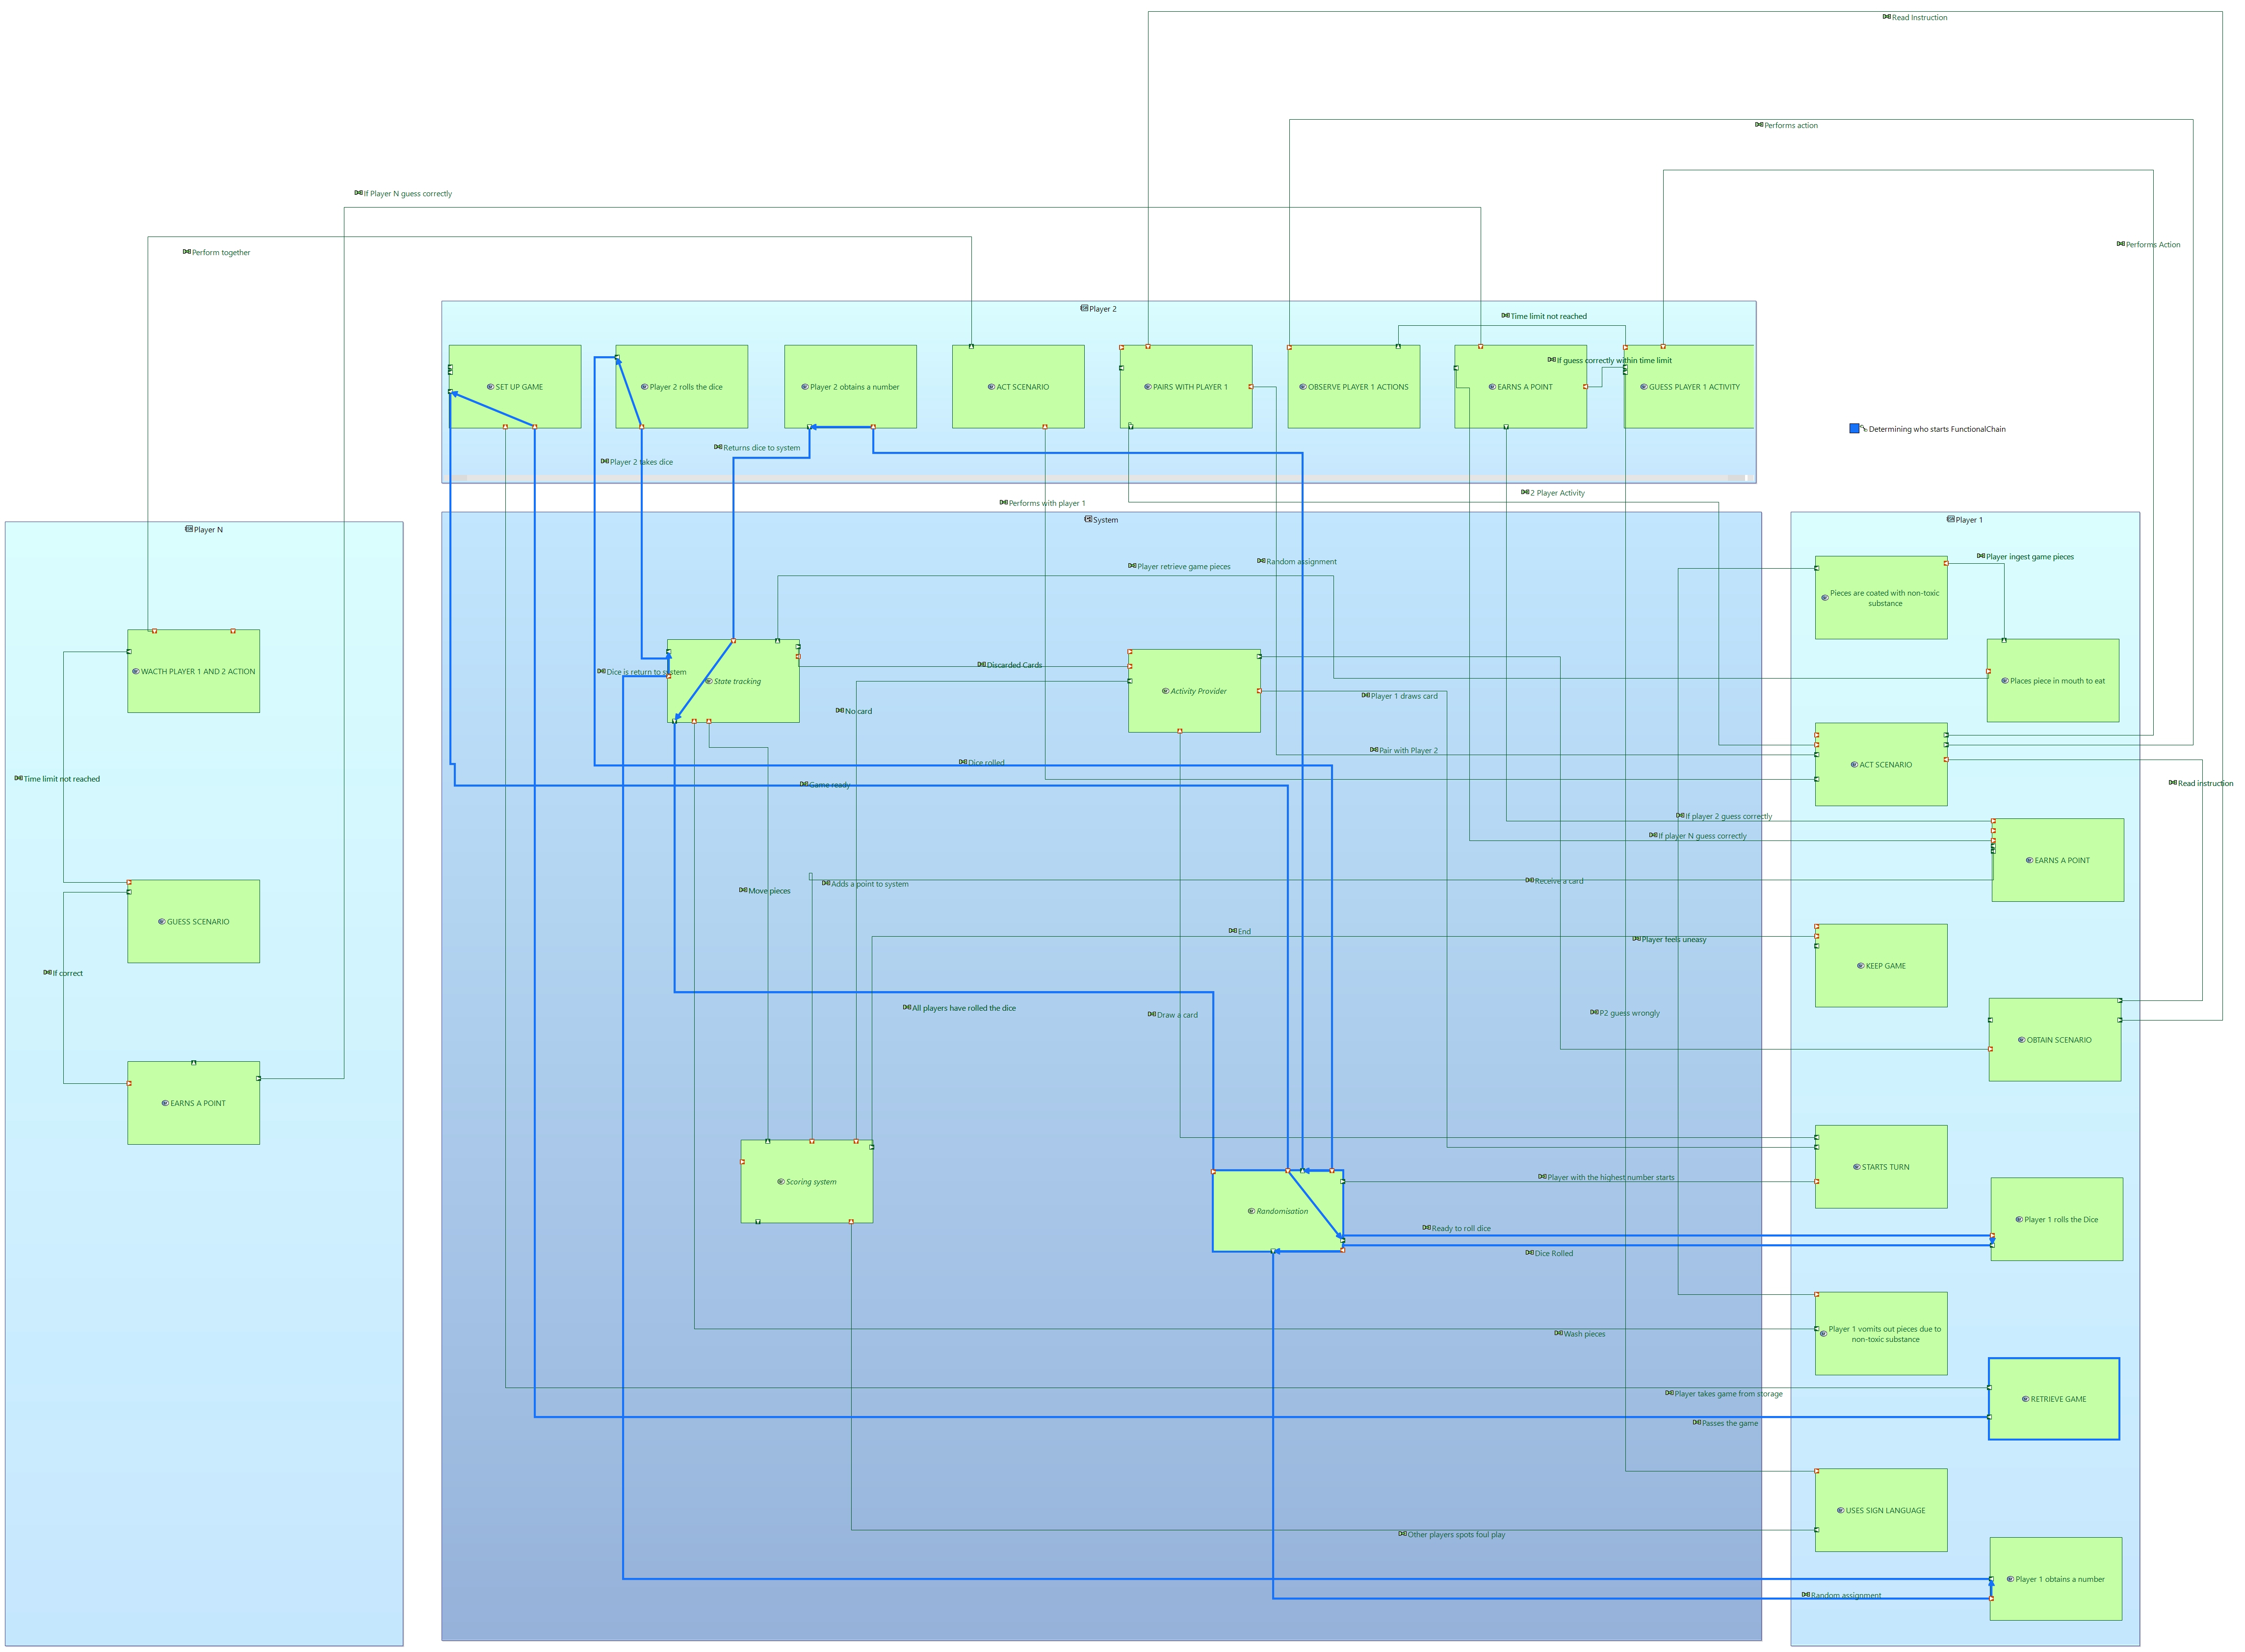 Read Instruction
Performs action
If Player N guess correctly
Performs Action
Perform together
Player 2
Time limit not reached
If guess correctly within time limit
SET UP GAME
Player 2 rolls the dice
Player 2 obtains a number
ACT SCENARIO
PAIRS WITH PLAYER 1
OBSERVE PLAYER 1 ACTIONS
EARNS A POINT
GUESS PLAYER 1 ACTIVITY
Determining who starts FunctionalChain
Returns dice to system
Player 2 takes dice
2 Player Activity
Performs with player 1
System
Player 1
Player N
Player ingest game pieces
Random assignment
Player retrieve game pieces
Pieces are coated with non-toxic
substance
WACTH PLAYER 1 AND 2 ACTION
Dice is return to system
State tracking
Discarded Cards
Activity Provider
Places piece in mouth to eat
Player 1 draws card
No card
Pair with Player 2
Dice rolled
ACT SCENARIO
Time limit not reached
Game ready
Read instruction
If player 2 guess correctly
If player N guess correctly
EARNS A POINT
Adds a point to system
Move pieces
Receive a card
GUESS SCENARIO
End
Player feels uneasy
KEEP GAME
If correct
All players have rolled the dice
Draw a card
P2 guess wrongly
OBTAIN SCENARIO
EARNS A POINT
STARTS TURN
Scoring system
Player with the highest number starts
Randomisation
Player 1 rolls the Dice
Ready to roll dice
Dice Rolled
Wash pieces
Player 1 vomits out pieces due to
non-toxic substance
Player takes game from storage
RETRIEVE GAME
Passes the game
USES SIGN LANGUAGE
Other players spots foul play
Player 1 obtains a number
Random assignment